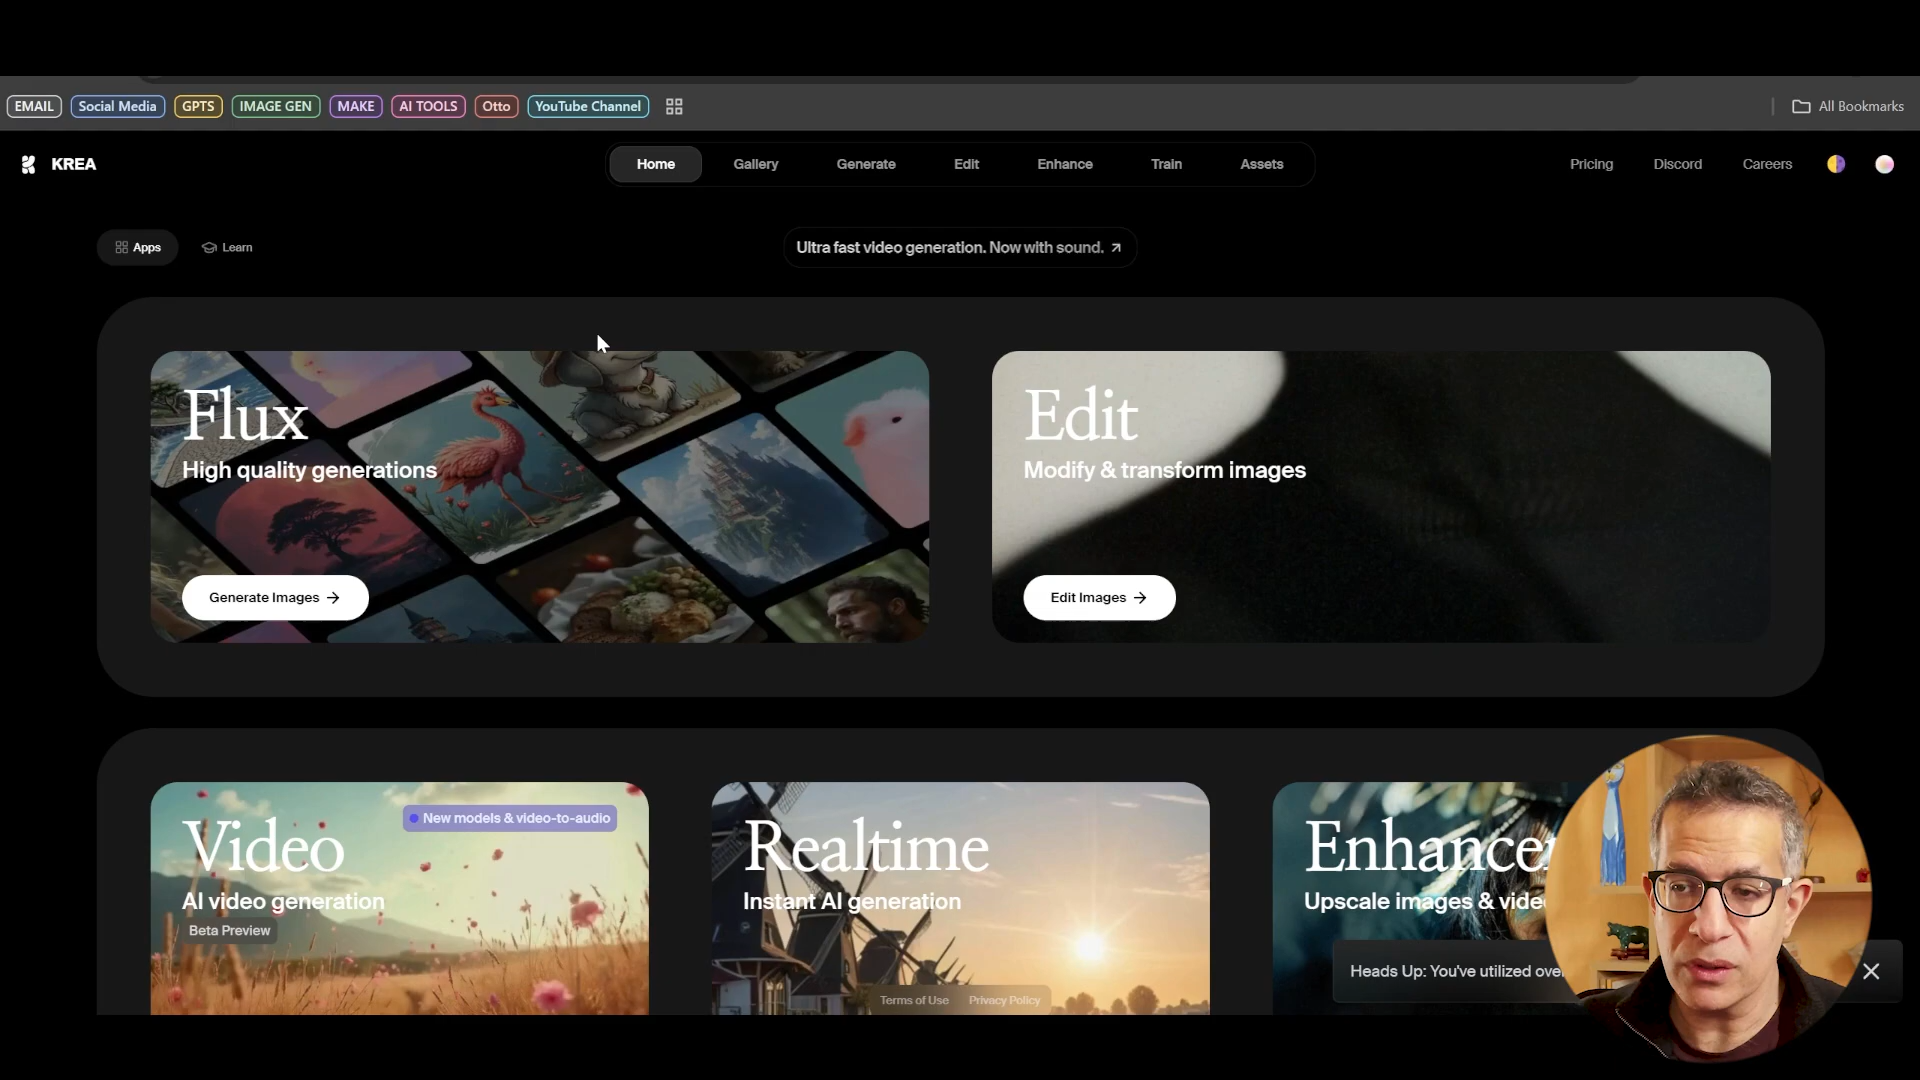 EMAIL Social Media GPTS IMAGE GEN MAKE AI TOOLS Otto YouTube Channel All Bookmarks
KREA Home Gallery Generate Edit Enhance Train Assets Pricing Discord Careers
Apps Learn Ultra fast video generation. Now with sound.
Flux
High quality generations
Generate Images
Edit
Modify & transform images
Edit Images
Video
New models & video-to-audio
AI video generation
Beta Preview
Realtime
Instant AI generation
Enhancer
Upscale images &
Heads Up: You've utilized
Terms of Use Privacy Policy